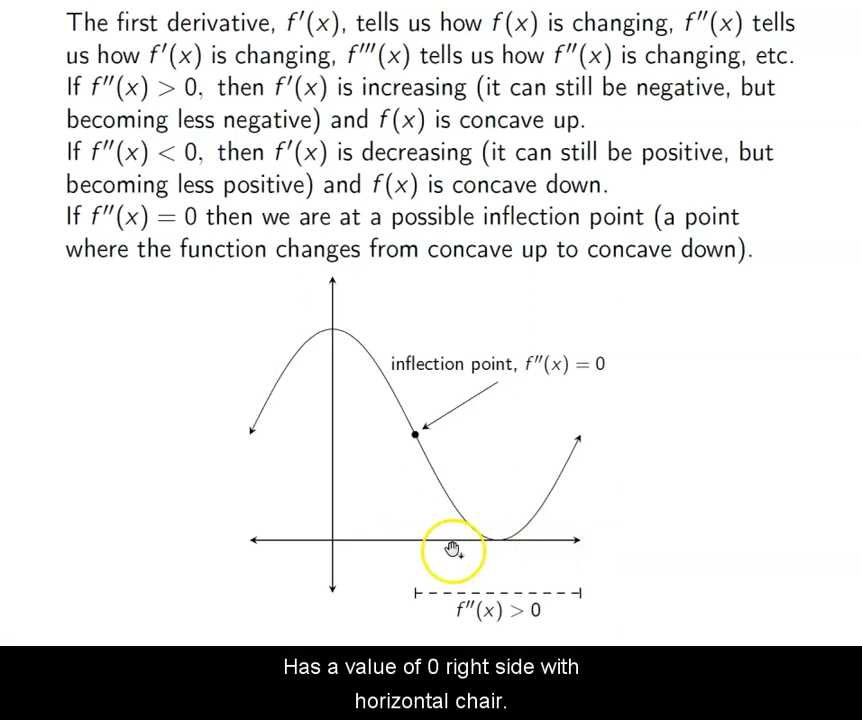 The first derivative, f′(x), tells us how f(x) is changing, f″(x) tells
us how f′(x) is changing, f‴(x) tells us how f″(x) is changing, etc.
If f″(x) > 0, then f′(x) is increasing (it can still be negative, but
becoming less negative) and f(x) is concave up.
If f″(x) < 0, then f′(x) is decreasing (it can still be positive, but
becoming less positive) and f(x) is concave down.
If f″(x) = 0 then we are at a possible inflection point (a point
where the function changes from concave up to concave down).
inflection point, f″(x) = 0
f″(x) > 0
Has a value of 0 right side with
horizontal chair.